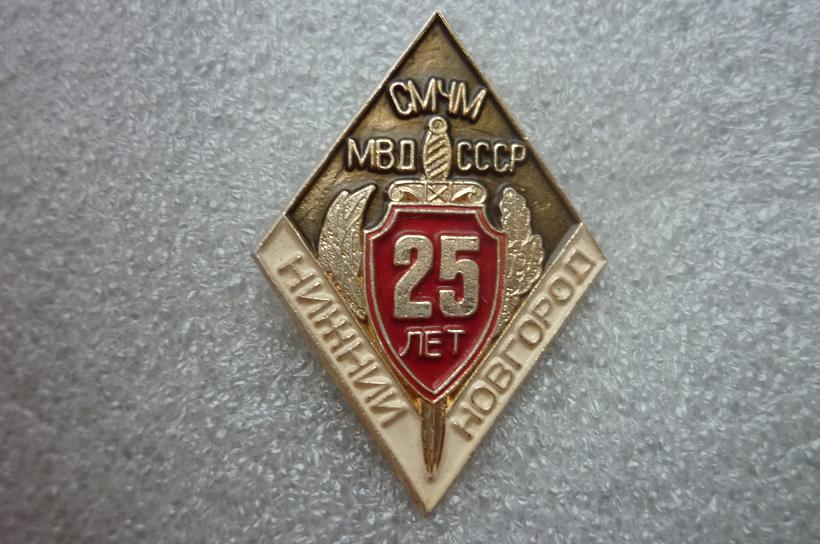 СМЧМ
МВД СССР
25
ЛЕТ
НИЖНИЙ
НОВГОРОД